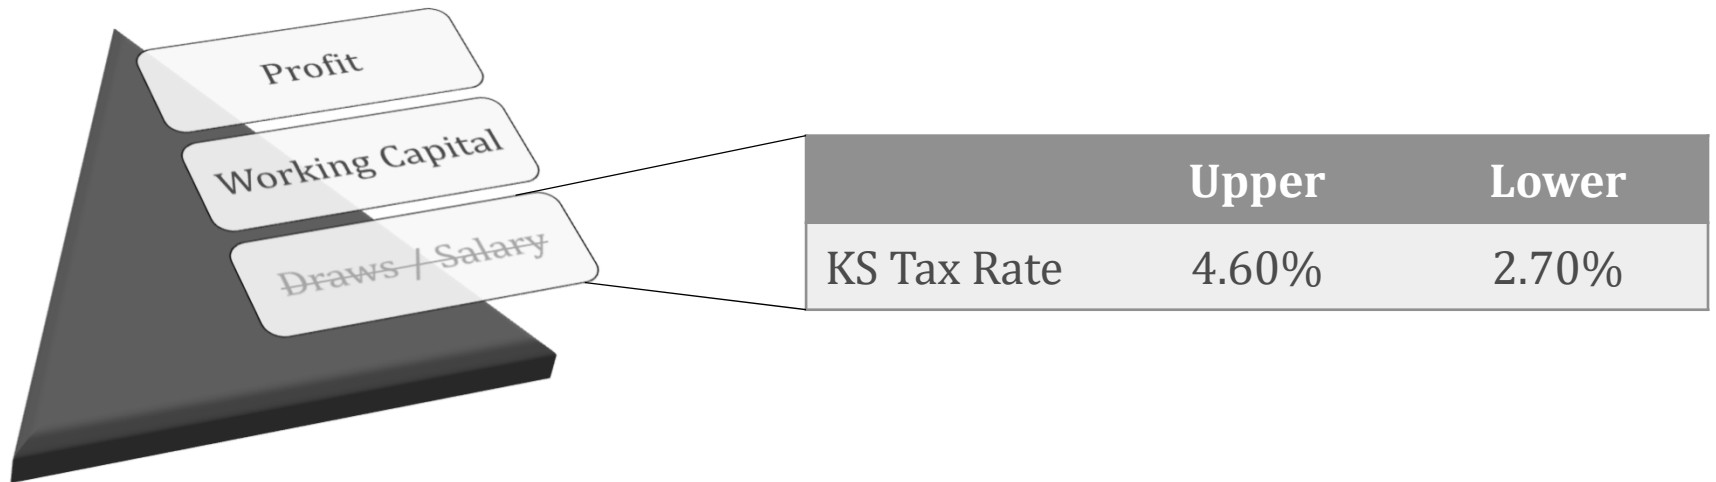 Profit
Working Capital
Draws / Salary
Upper Lower
KS Tax Rate 4.60% 2.70%